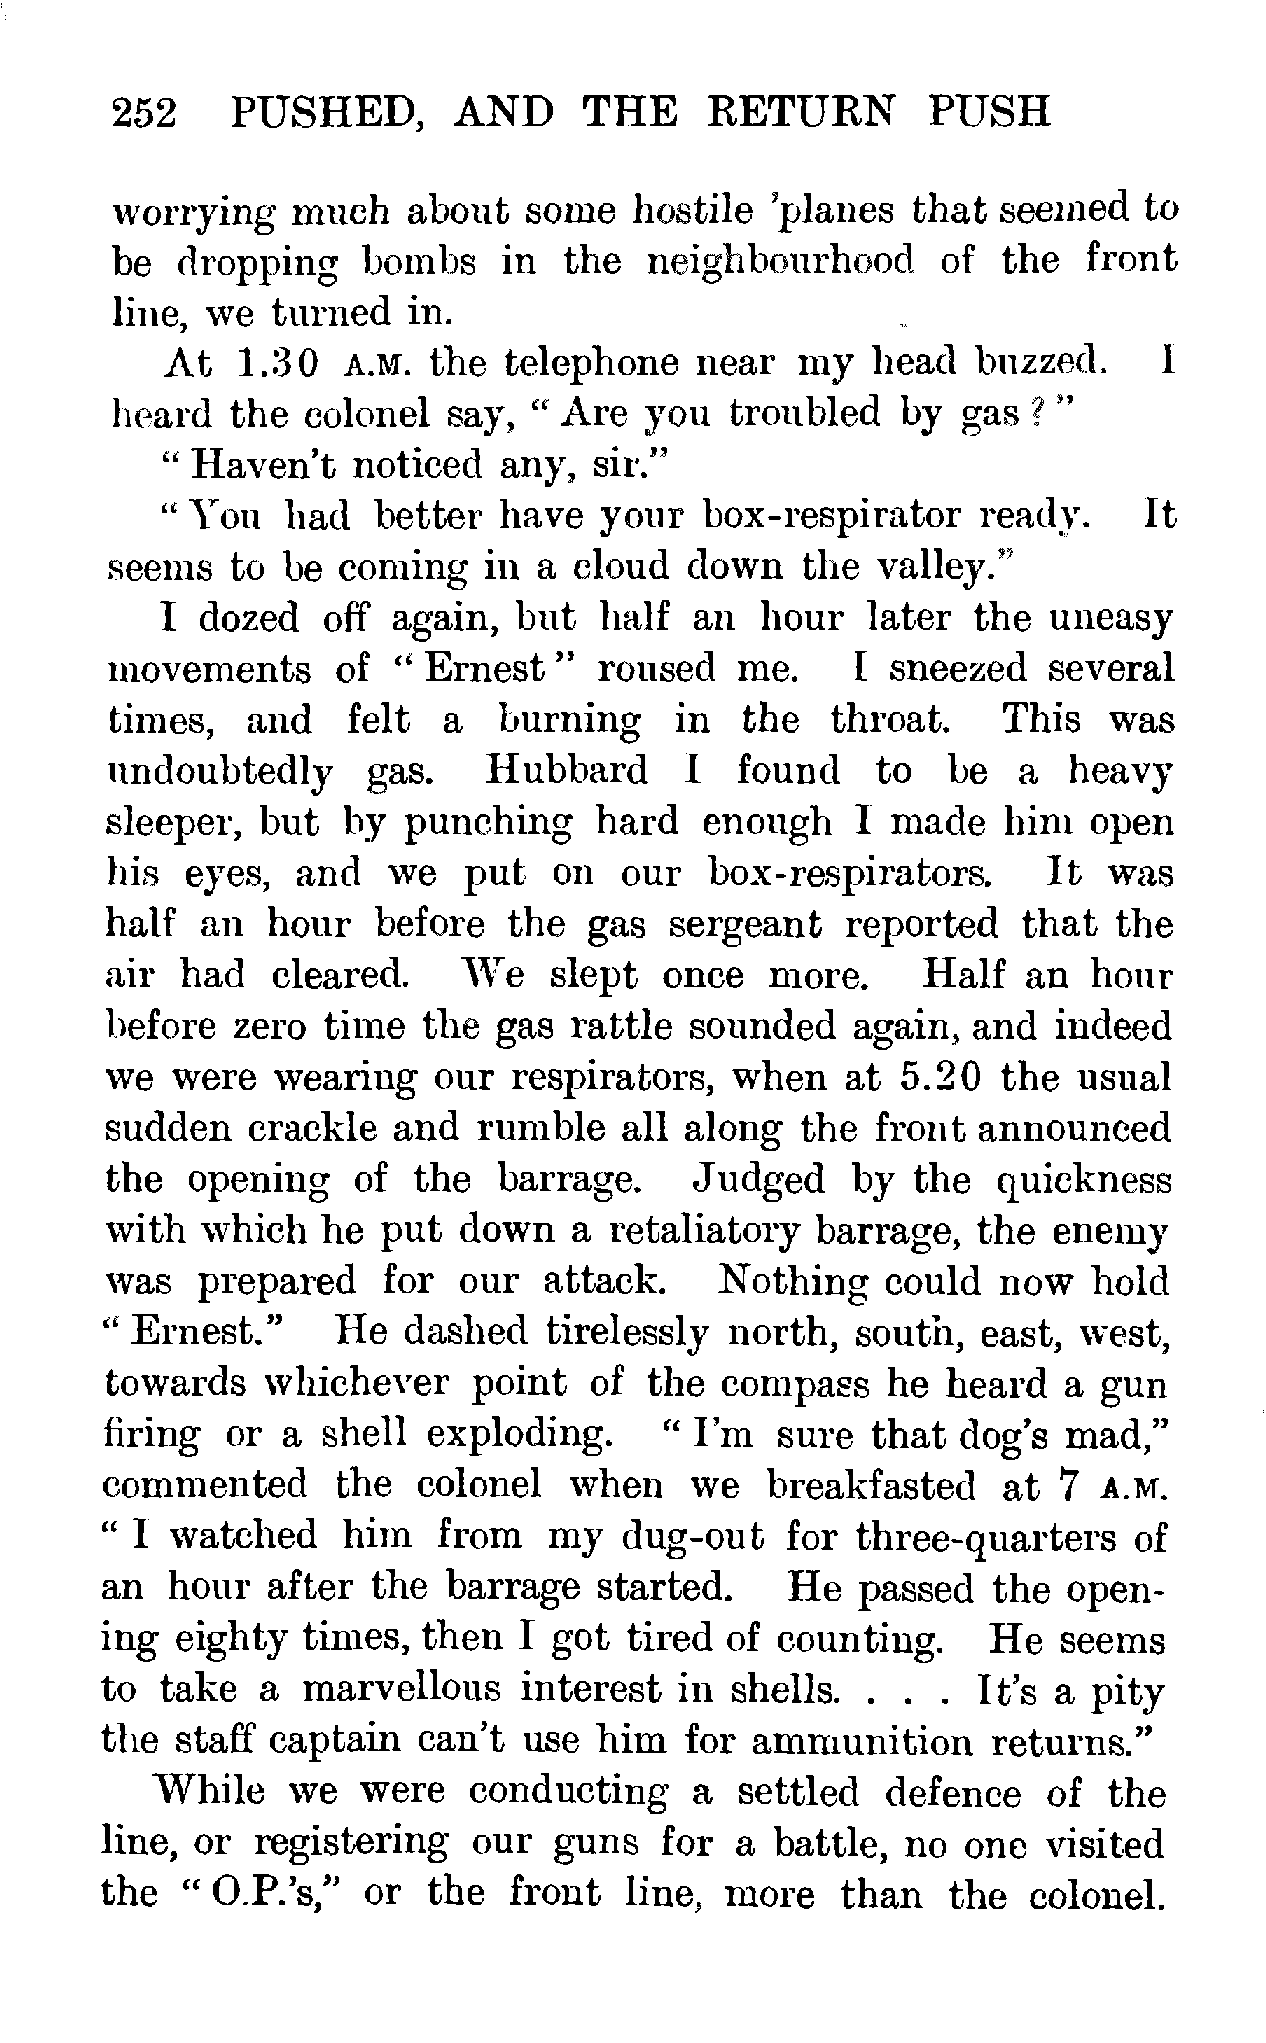 252 PUSHED, AND THE RETURN PUSH
worrying much about some hostile 'planes that seemed to
be dropping bombs in the neighbourhood of the front
line, we turned in.
At 1.30 A.M. the telephone near my head buzzed. I
heard the colonel say, “ Are you troubled by gas ? ”
“ Haven't noticed any, sir.”
“ You had better have your box-respirator ready. It
seems to be coming in a cloud down the valley.”
I dozed off again, but half an hour later the uneasy
movements of “ Ernest ” roused me. I sneezed several
times, and felt a burning in the throat. This was
undoubtedly gas. Hubbard I found to be a heavy
sleeper, but by punching hard enough I made him open
his eyes, and we put on our box-respirators. It was
half an hour before the gas sergeant reported that the
air had cleared. We slept once more. Half an hour
before zero time the gas rattle sounded again, and indeed
we were wearing our respirators, when at 5.20 the usual
sudden crackle and rumble all along the front announced
the opening of the barrage. Judged by the quickness
with which he put down a retaliatory barrage, the enemy
was prepared for our attack. Nothing could now hold
“ Ernest.” He dashed tirelessly north, south, east, west,
towards whichever point of the compass he heard a gun
firing or a shell exploding. “ I'm sure that dog's mad,”
commented the colonel when we breakfasted at 7 A.M.
“ I watched him from my dug-out for three-quarters of
an hour after the barrage started. He passed the open-
ing eighty times, then I got tired of counting. He seems
to take a marvellous interest in shells. . . . It's a pity
the staff captain can't use him for ammunition returns.”
While we were conducting a settled defence of the
line, or registering our guns for a battle, no one visited
the “ O.P.'s,” or the front line, more than the colonel.